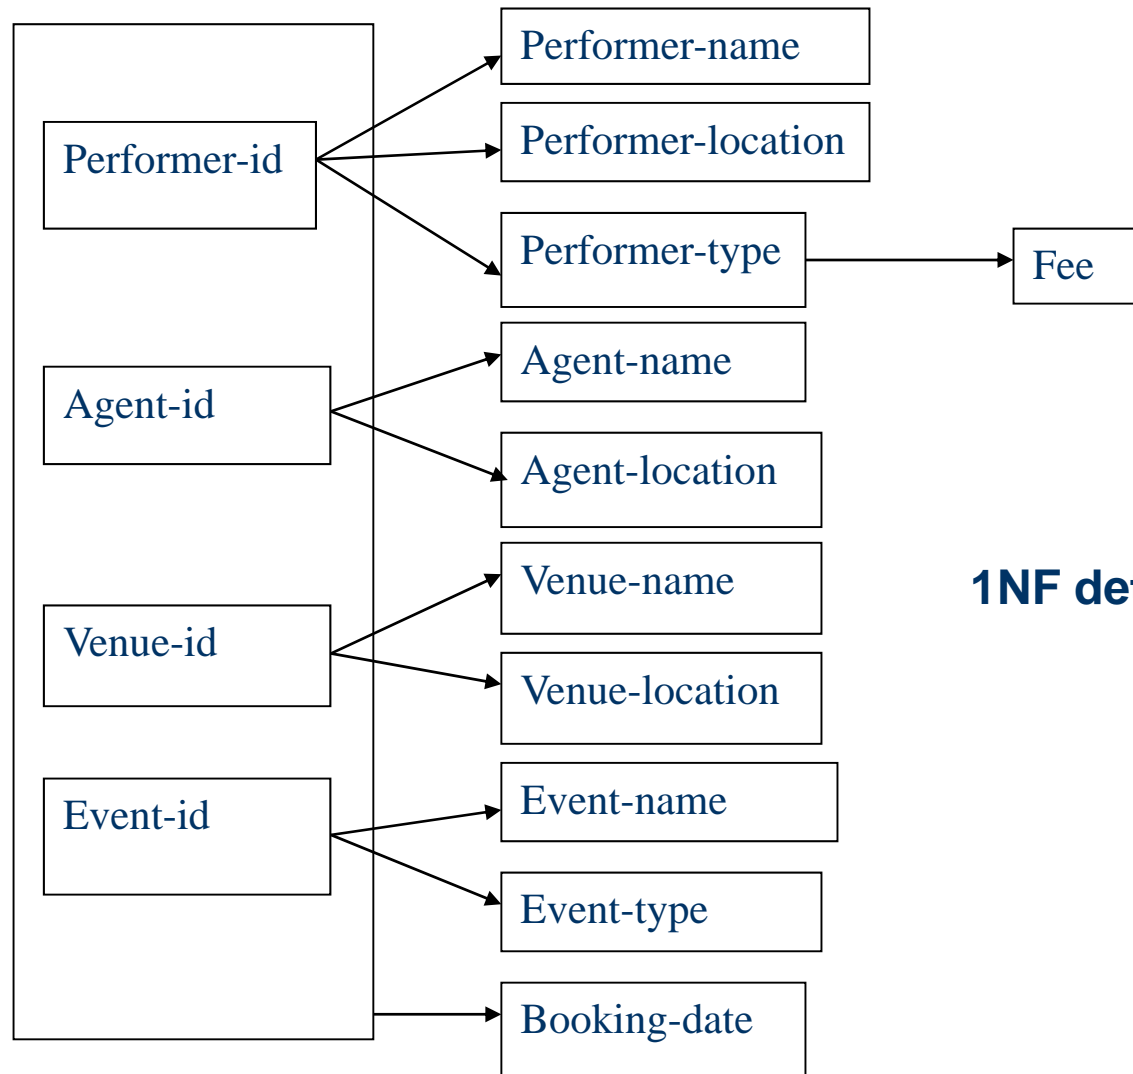 Performer-name
Performer-id
Performer-location
Performer-type
Fee
Agent-id
Agent-name
Agent-location
Venue-name
1NF
Venue-id
Venue-location
Event-id
Event-name
Event-type
Booking-date